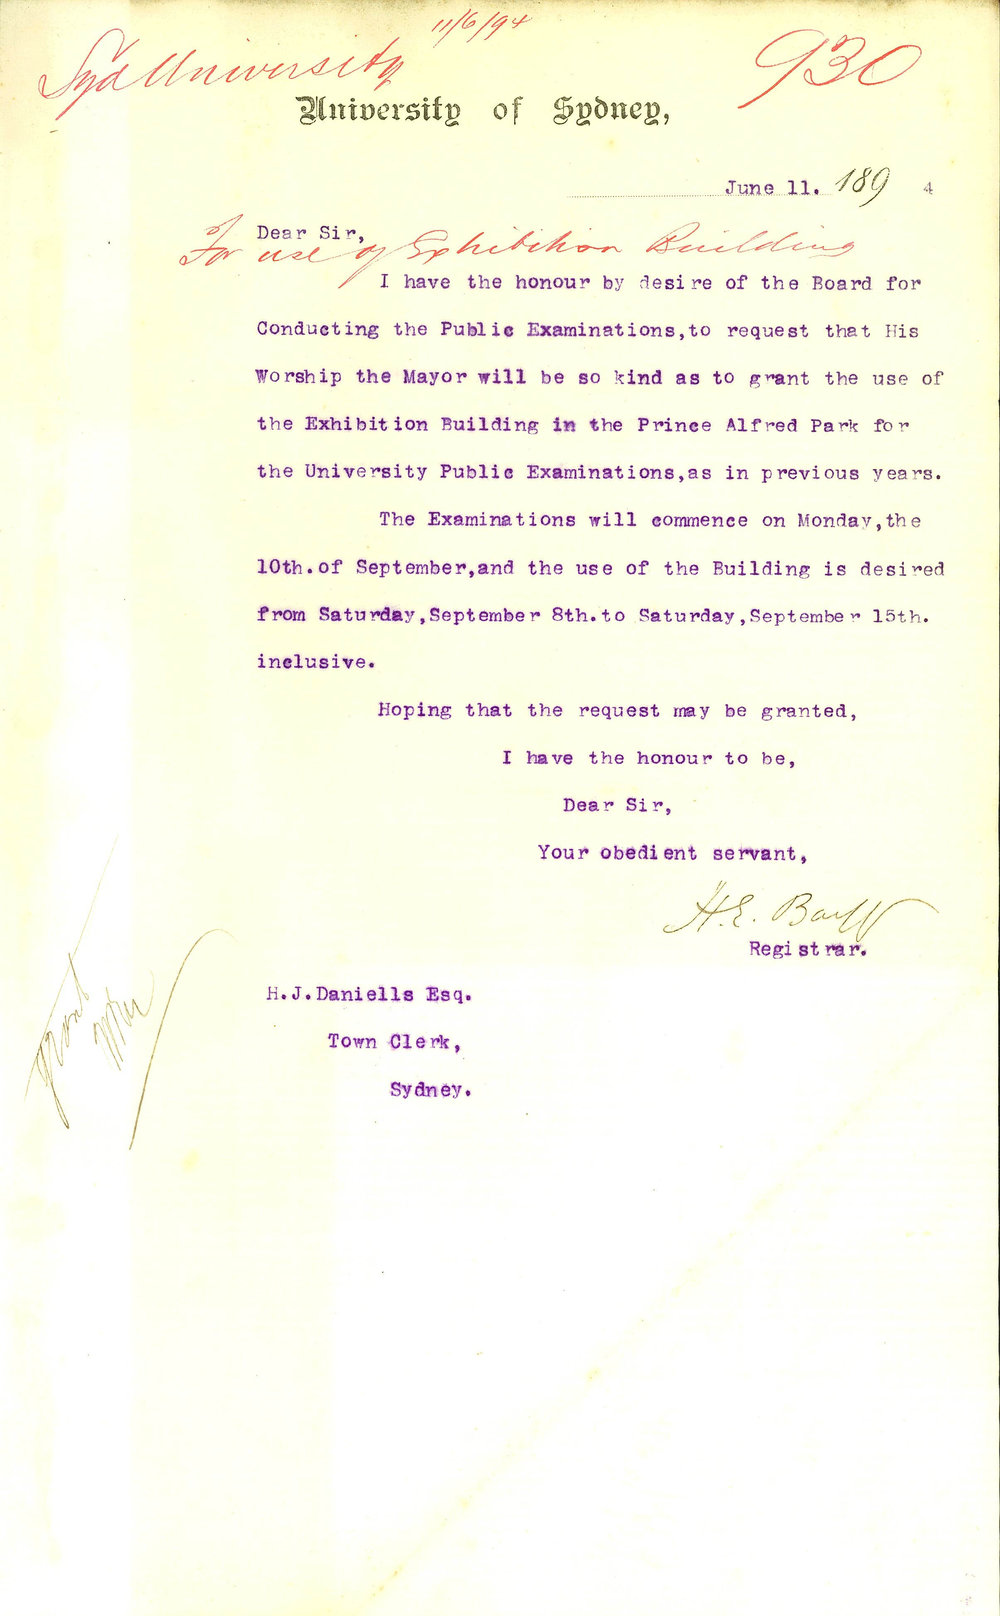 11/6/94
Syd University
930
University of Sydney,
June 11. 189 4
Dear Sir,
For use of Exhibition Building
I have the honour by desire of the Board for
Conducting the Public Examinations,to request that His
Worship the Mayor will be so kind as to grant the use of
the Exhibition Building in the Prince Alfred Park for
the University Public Examinations,as in previous years.
The Examinations will commence on Monday,the
10th.of September,and the use of the Building is desired
from Saturday,September 8th.to Saturday,September 15th.
inclusive.
Hoping that the request may be granted,
I have the honour to be,
Dear Sir,
Your obedient servant,
H.E. Barff
Registrar.
H.J.Daniells Esq.
Town Clerk,
Sydney.
grant